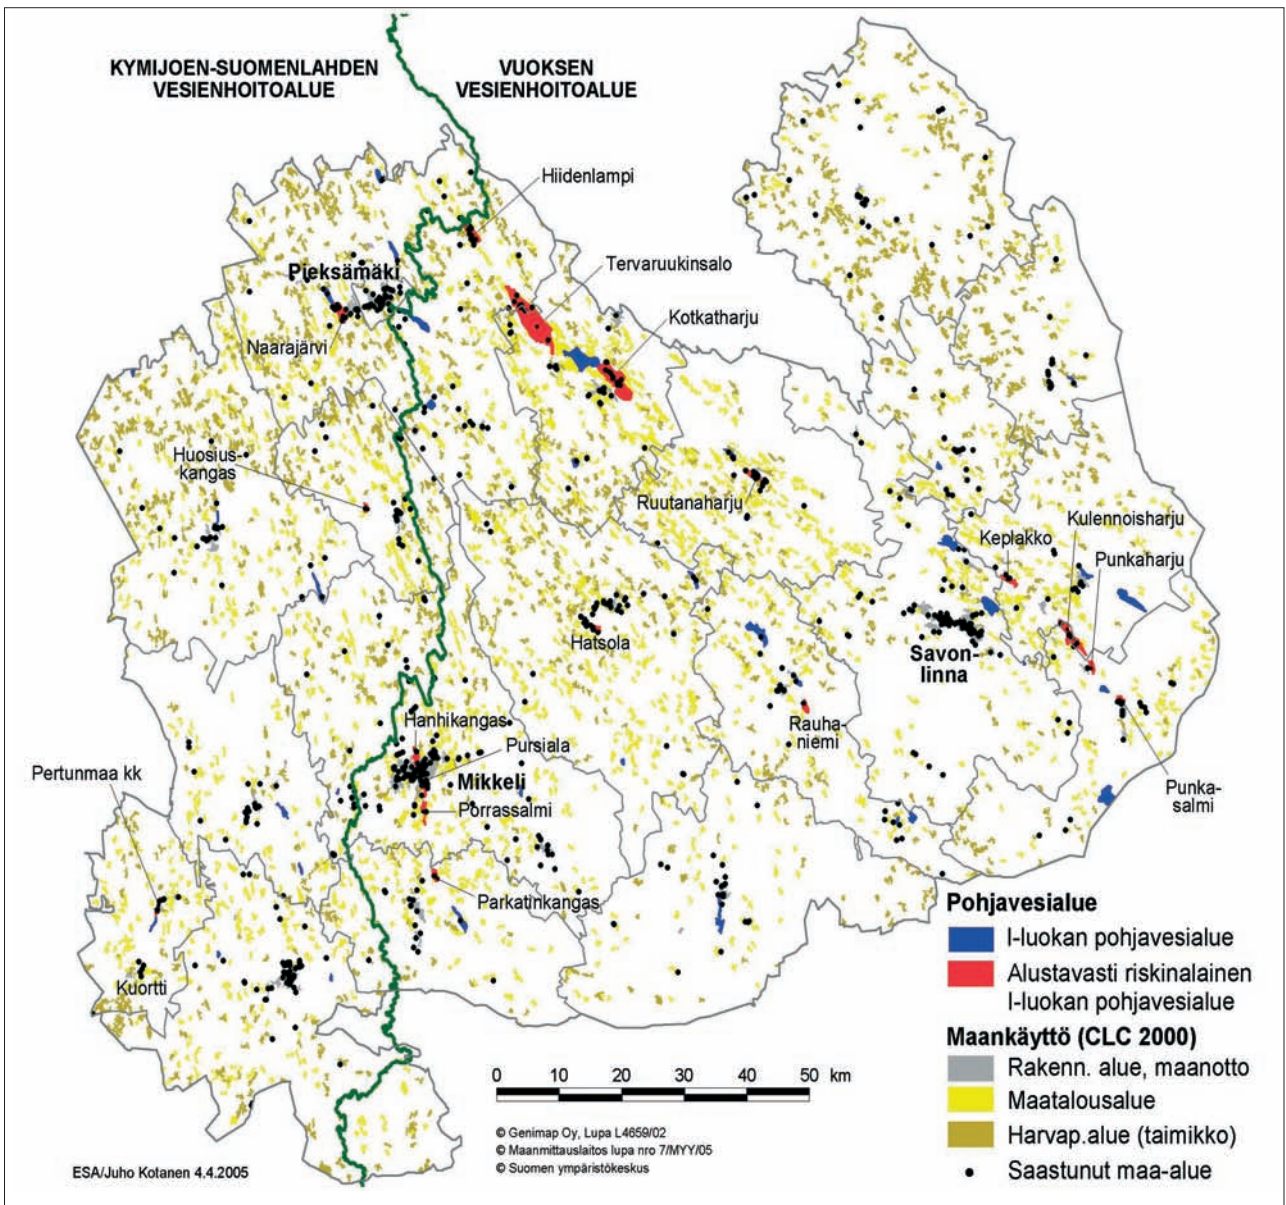 KYMIJOEN-SUOMENLAHDEN
VESIENHOITOALUE
VUOKSEN
VESIENHOITOALUE
Hiidenlampi
Tervaruukinsalo
Pieksämäki
Kotkatharju
Naarajärvi
Huosius-
kangas
Ruutanaharju
Kulennoisharju
Keplakko
Punkaharju
Hatsola
Savon-
linna
Hanhikangas
Rauha-
niemi
Pursiala
Pertunmaa kk
Mikkeli
Punka-
salmi
Porrassalmi
Parkatinkangas
Kuortti
Pohjavesialue
I-luokan pohjavesialue
Alustavasti riskinalainen
I-luokan pohjavesialue
Maankäyttö (CLC 2000)
Rakenn. alue, maanotto
Maatalousalue
Harvap.alue (taimikko)
Saastunut maa-alue
0 10 20 30 40 50 km
© Genimap Oy, Lupa L4659/02
© Maanmittauslaitos lupa nro 7/MYY/05
© Suomen ympäristökeskus
ESA/Juho Kotanen 4.4.2005